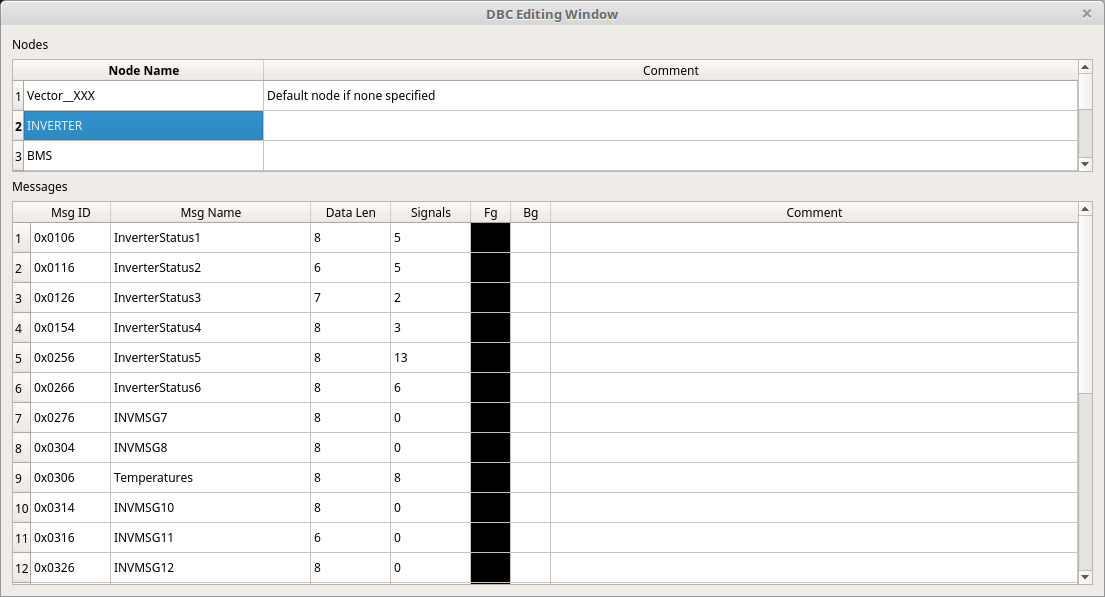 DBC Editing Window
Nodes
Node Name Comment
1 Vector__XXX Default node if none specified
2 INVERTER
3 BMS
Messages
Msg ID Msg Name Data Len Signals Fg Bg Comment
1 0x0106 InverterStatus1 8 5
2 0x0116 InverterStatus2 6 5
3 0x0126 InverterStatus3 7 2
4 0x0154 InverterStatus4 8 3
5 0x0256 InverterStatus5 8 13
6 0x0266 InverterStatus6 8 6
7 0x0276 INVMSG7 8 0
8 0x0304 INVMSG8 8 0
9 0x0306 Temperatures 8 8
10 0x0314 INVMSG10 8 0
11 0x0316 INVMSG11 6 0
12 0x0326 INVMSG12 8 0